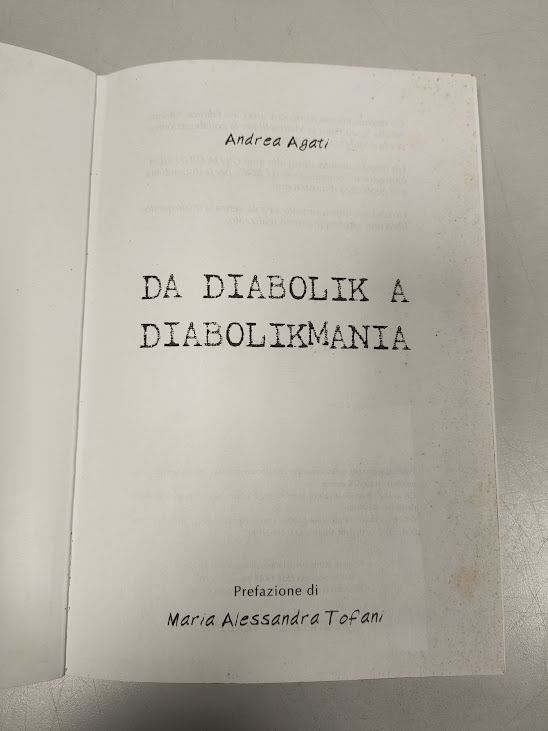 Andrea Agati
DA DIABOLIK A
DIABOLIKMANIA
Prefazione di
Maria Alessandra Tofani